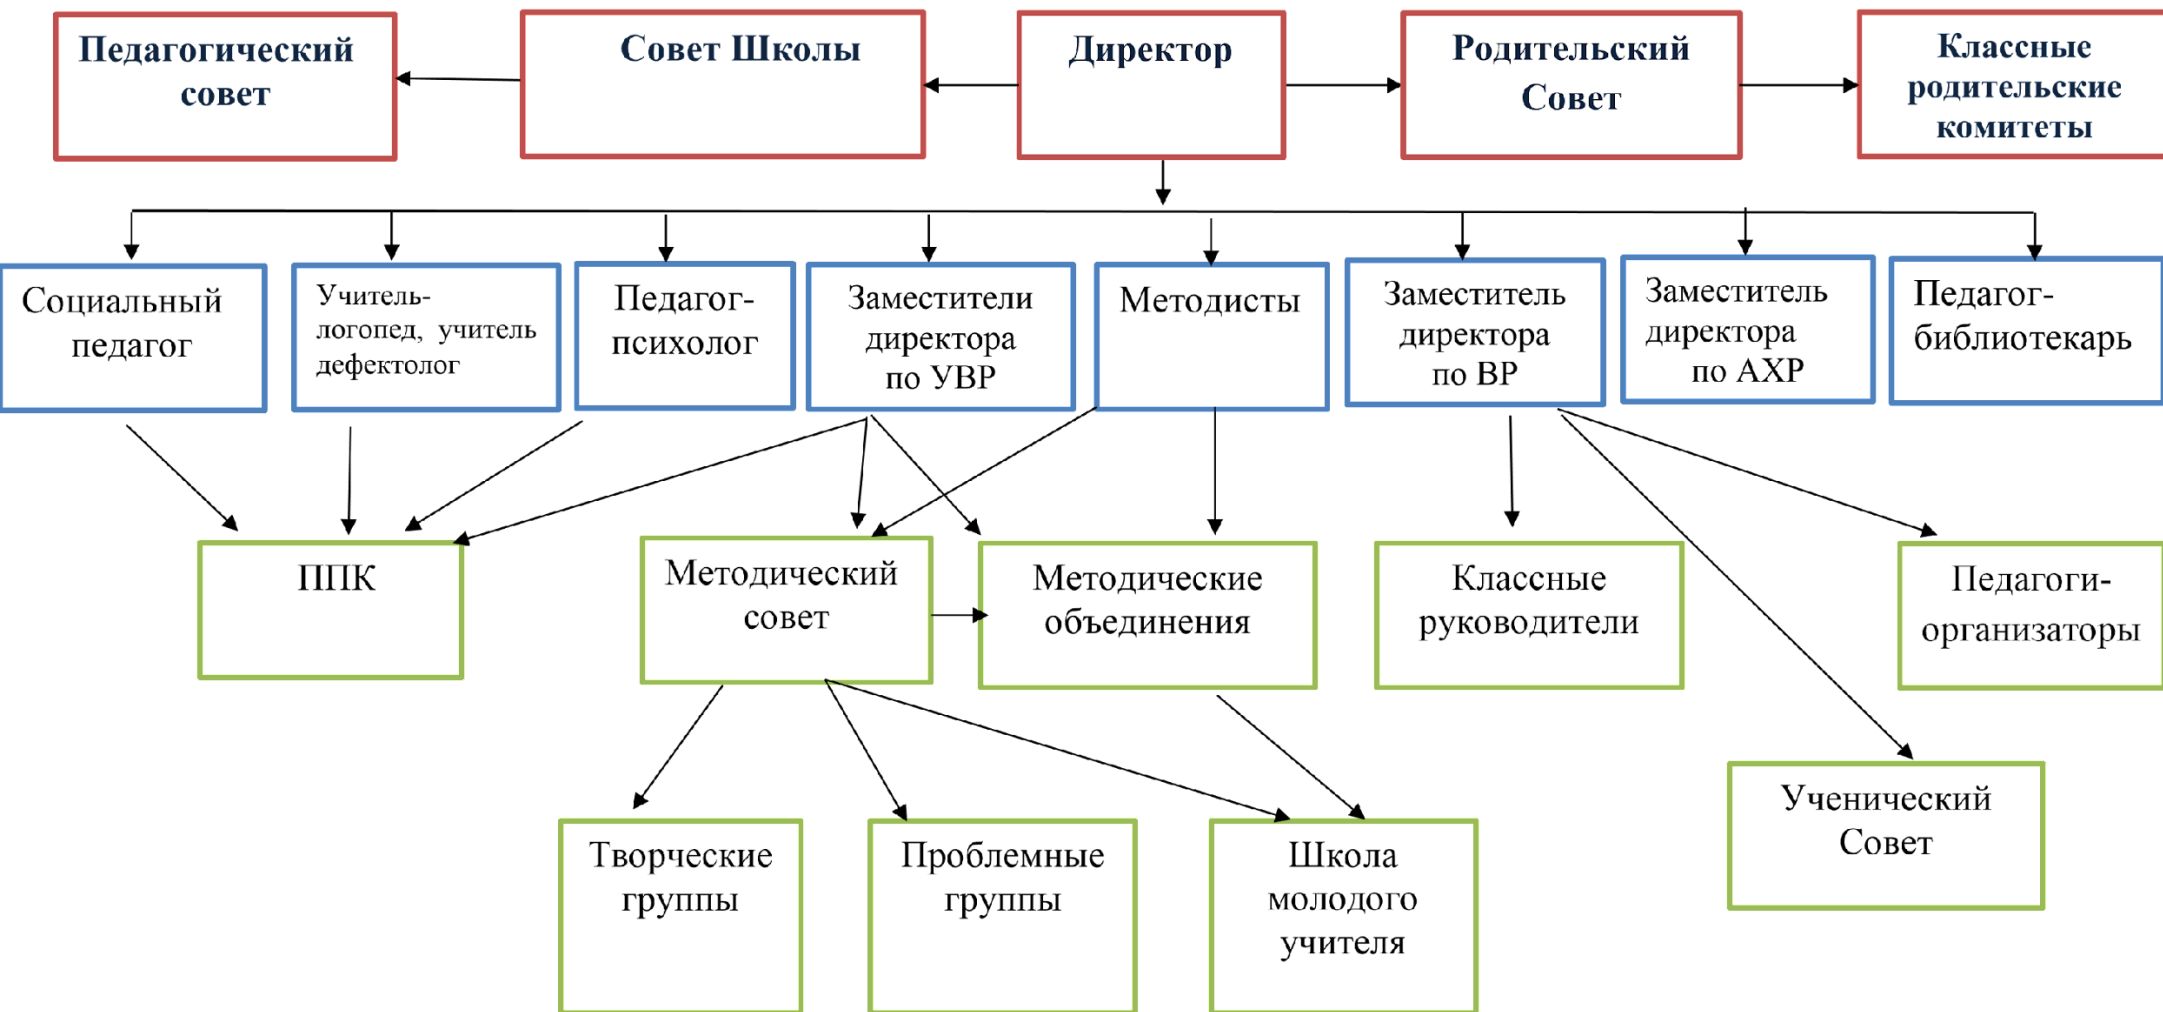 Педагогический
совет
Совет Школы
Директор
Родительский
Совет
Классные
родительские
комитеты
Социальный
педагог
Учитель-
логопед, учитель
дефектолог
Педагог-
психолог
Заместители
директора
по УВР
Методисты
Заместитель
директора
по ВР
Заместитель
директора
по АХР
Педагог-
библиотекарь
ППК
Методический
совет
Методические
объединения
Классные
руководители
Педагоги-
организаторы
Творческие
группы
Проблемные
группы
Школа
молодого
учителя
Ученический
Совет